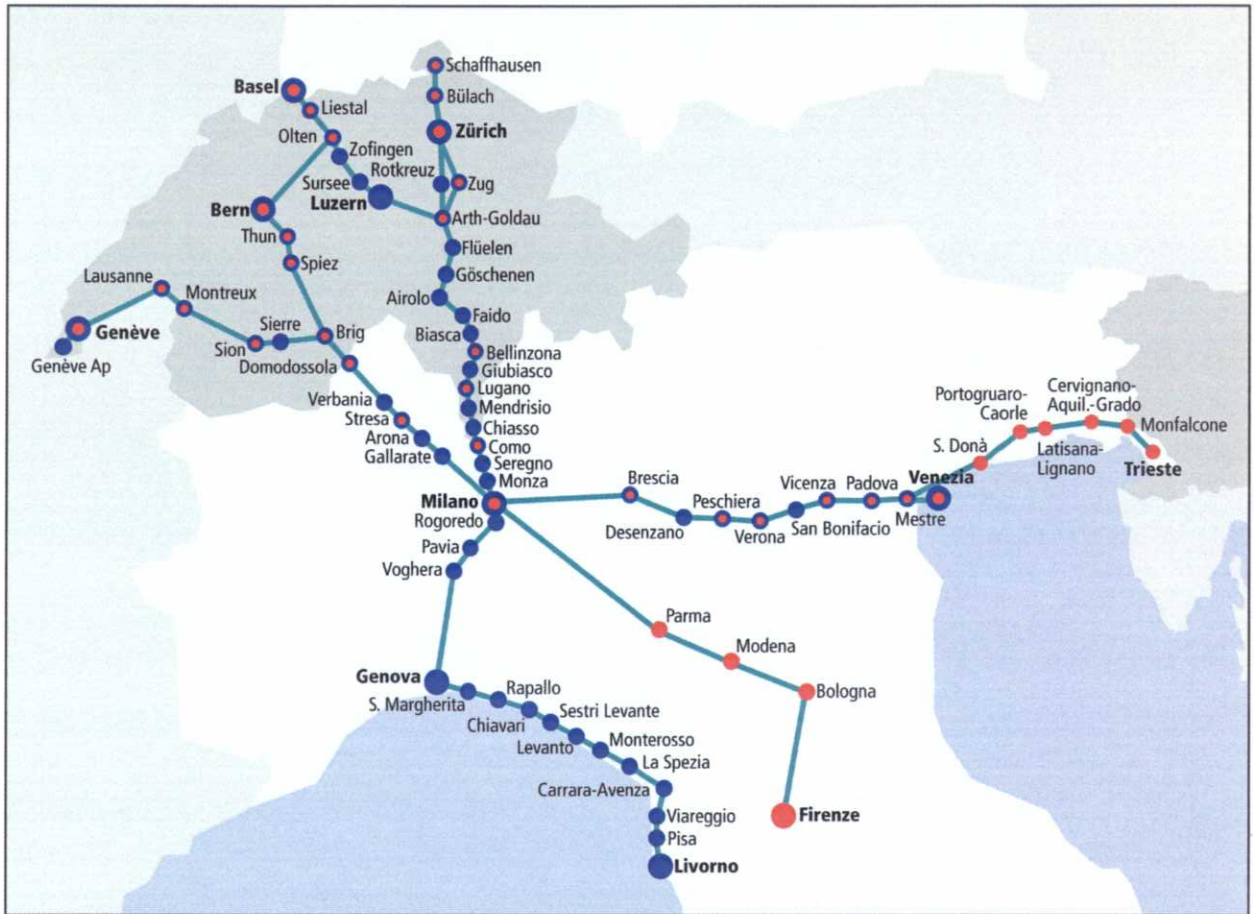 Schaffhausen
Basel
Bülach
Liestal
Zürich
Olten
Zofingen
Rotkreuz
Sursee
Zug
Luzern
Bern
Arth-Goldau
Thun
Flüelen
Spiez
Göschenen
Lausanne
Montreux
Airolo
Faido
Genève
Sierre
Brig
Biasca
Sion
Bellinzona
Genève Ap
Domodossola
Giubiasco
Lugano
Verbania
Mendrisio
Stresa
Chiasso
Arona
Como
Gallarate
Seregno
Monza
Portogruaro-
Caorle
Cervignano-
Aquil.-Grado
Monfalcone
S. Donà
Latisana-
Lignano
Trieste
Milano
Brescia
Peschiera
Vicenza
Padova
Venezia
Rogoredo
Desenzano
Verona
San Bonifacio
Mestre
Pavia
Voghera
Parma
Modena
Genova
Bologna
S. Margherita
Rapallo
Chiavari
Sestri Levante
Levanto
Monterosso
La Spezia
Carrara-Avenza
Viareggio
Firenze
Pisa
Livorno